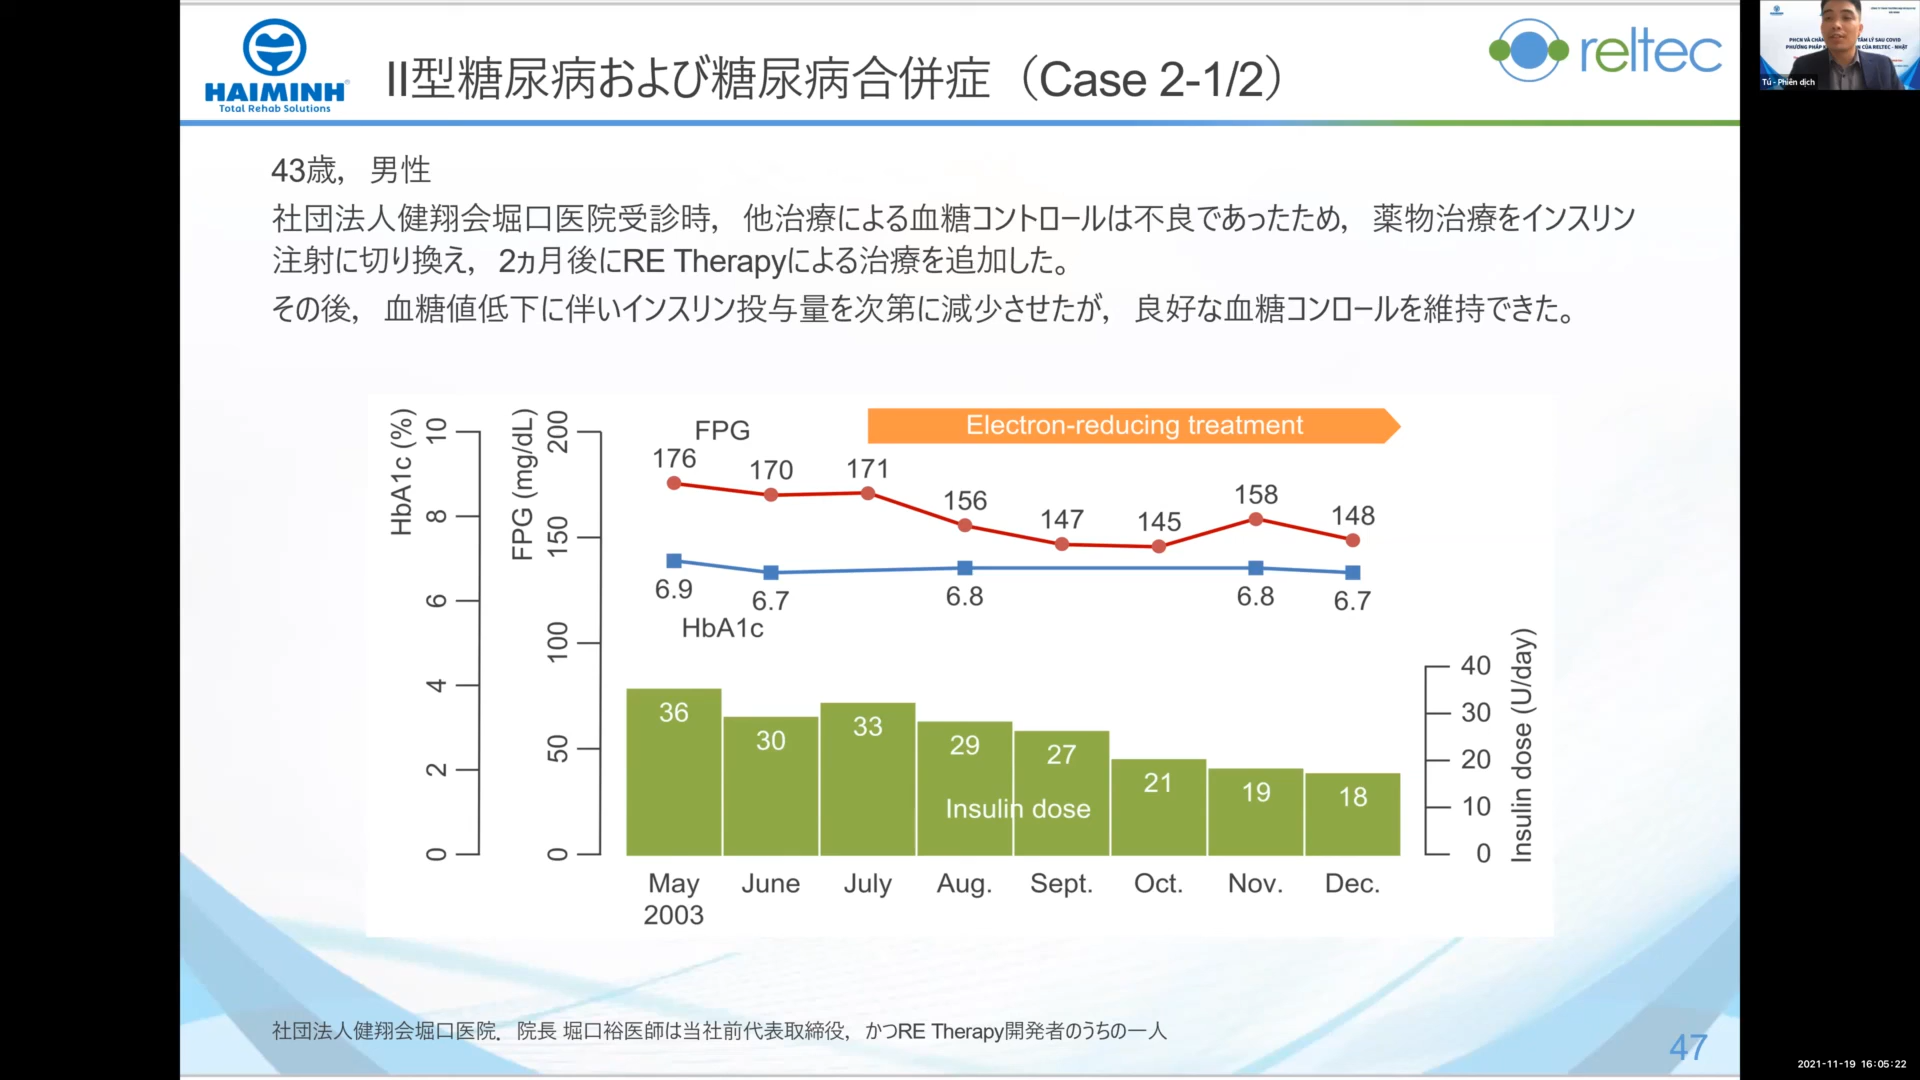 HAIMINH
Total Rehab Solutions
II型糖尿病および糖尿病合併症（Case 2-1/2）
reltec
43歳， 男性
社団法人健翔会堀口医院受診時， 他治療による血糖コントロールは不良であったため， 薬物治療をインスリン
注射に切り換え， 2ヵ月後にRE Therapyによる治療を追加した。
その後， 血糖値低下に伴いインスリン投与量を次第に減少させたが， 良好な血糖コンロールを維持できた。
HbA1c (%)
10
8
6
4
2
0
FPG (mg/dL)
200
150
100
50
0
FPG
Electron-reducing treatment
176
170
171
156
147
145
158
148
6.9
6.7
6.8
6.8
6.7
HbA1c
36
30
33
29
27
21
19
18
Insulin dose
40
30
20
10
0
Insulin dose (U/day)
May
2003
June
July
Aug.
Sept.
Oct.
Nov.
Dec.
社団法人健翔会堀口医院．院長 堀口裕医師は当社前代表取締役，かつRE Therapy開発者のうちの一人
47
Tú - Phiên dịch
2021-11-19 16:05:22